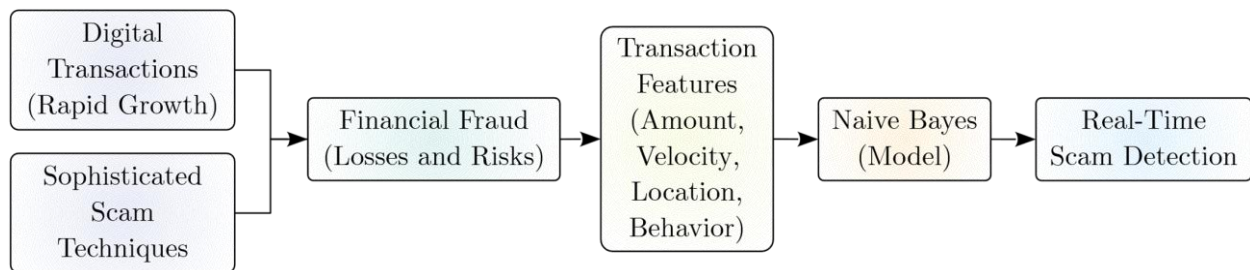 Digital
Transactions
(Rapid Growth)
Sophisticated
Scam
Techniques
Financial Fraud
(Losses and Risks)
Transaction
Features
(Amount,
Velocity,
Location,
Behavior)
Naive Bayes
(Model)
Real-Time
Scam Detection